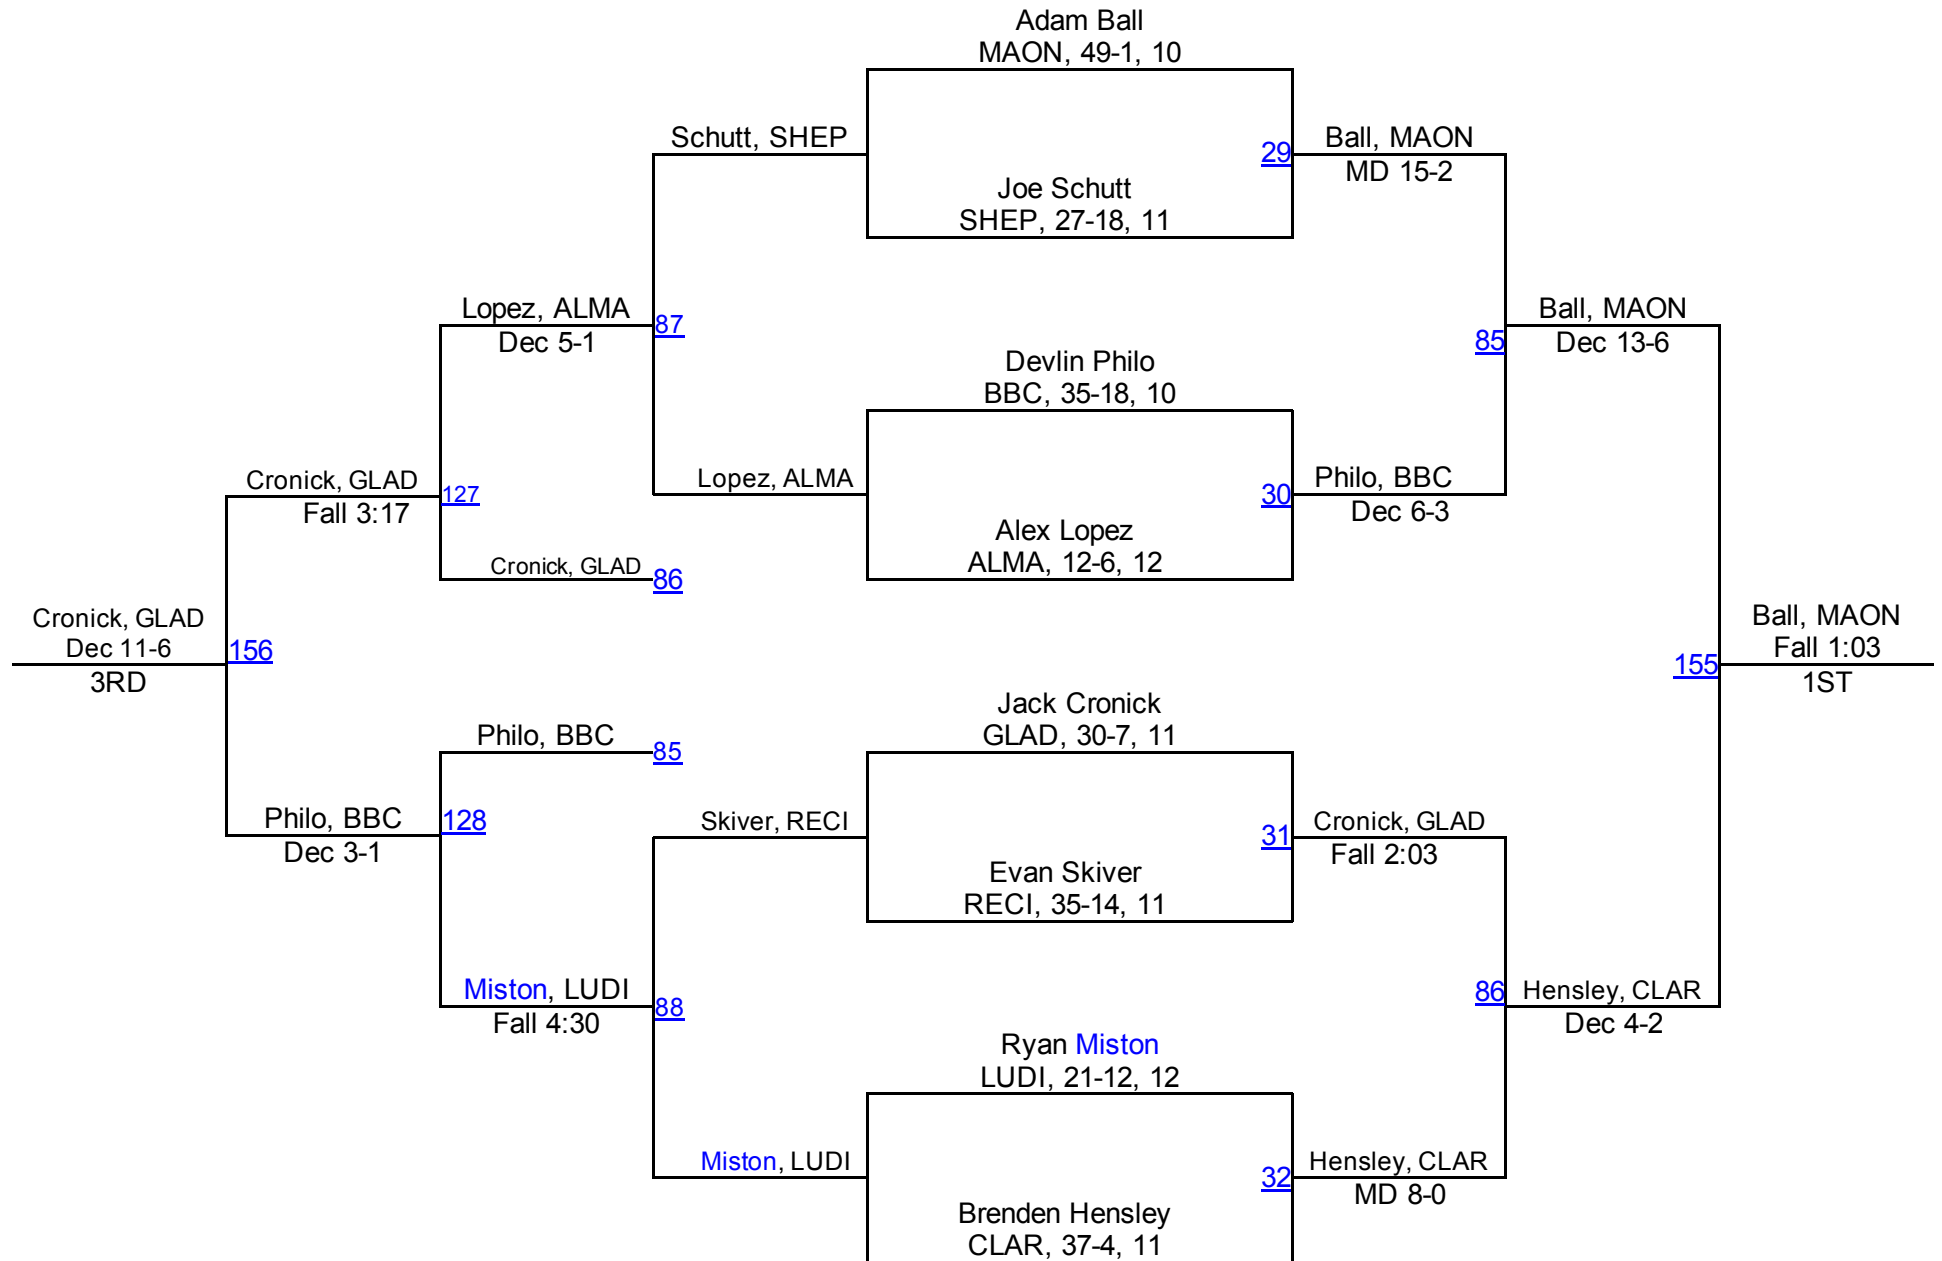 Adam Ball
MAON, 49-1, 10
Schutt, SHEP
29
Ball, MAON
MD 15-2
Joe Schutt
SHEP, 27-18, 11
Lopez, ALMA
Dec 5-1
87
Ball, MAON
Dec 13-6
85
Devlin Philo
BBC, 35-18, 10
Cronick, GLAD
Fall 3:17
127
Lopez, ALMA
30
Philo, BBC
Dec 6-3
Alex Lopez
ALMA, 12-6, 12
Cronick, GLAD
86
Cronick, GLAD
Dec 11-6
3RD
156
155
Ball, MAON
Fall 1:03
1ST
Jack Cronick
GLAD, 30-7, 11
Philo, BBC
85
Philo, BBC
Dec 3-1
128
Skiver, RECI
31
Cronick, GLAD
Fall 2:03
Evan Skiver
RECI, 35-14, 11
Miston, LUDI
Fall 4:30
88
86
Hensley, CLAR
Dec 4-2
Ryan Miston
LUDI, 21-12, 12
Miston, LUDI
32
Hensley, CLAR
MD 8-0
Brenden Hensley
CLAR, 37-4, 11